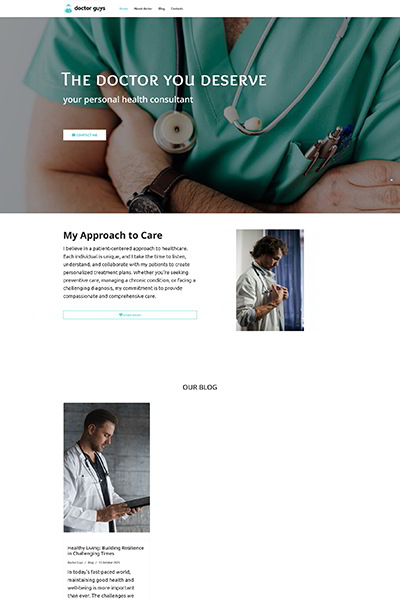 doctor guys
Home About doctor Blog Contacts
The doctor you deserve
your personal health consultant
CONTACT ME
My Approach to Care
I believe in a patient-centered approach to healthcare.
Each individual is unique, and I take the time to listen,
understand, and collaborate with my patients to create
personalized treatment plans. Whether you're seeking
preventive care, managing a chronic condition, or facing a
challenging diagnosis, my commitment is to provide
compassionate and comprehensive care.
OUR BLOG
Healthy Living: Building Resilience
in Challenging Times
In today's fast-paced world,
maintaining good health and
well-being is more important
than ever. The challenges we